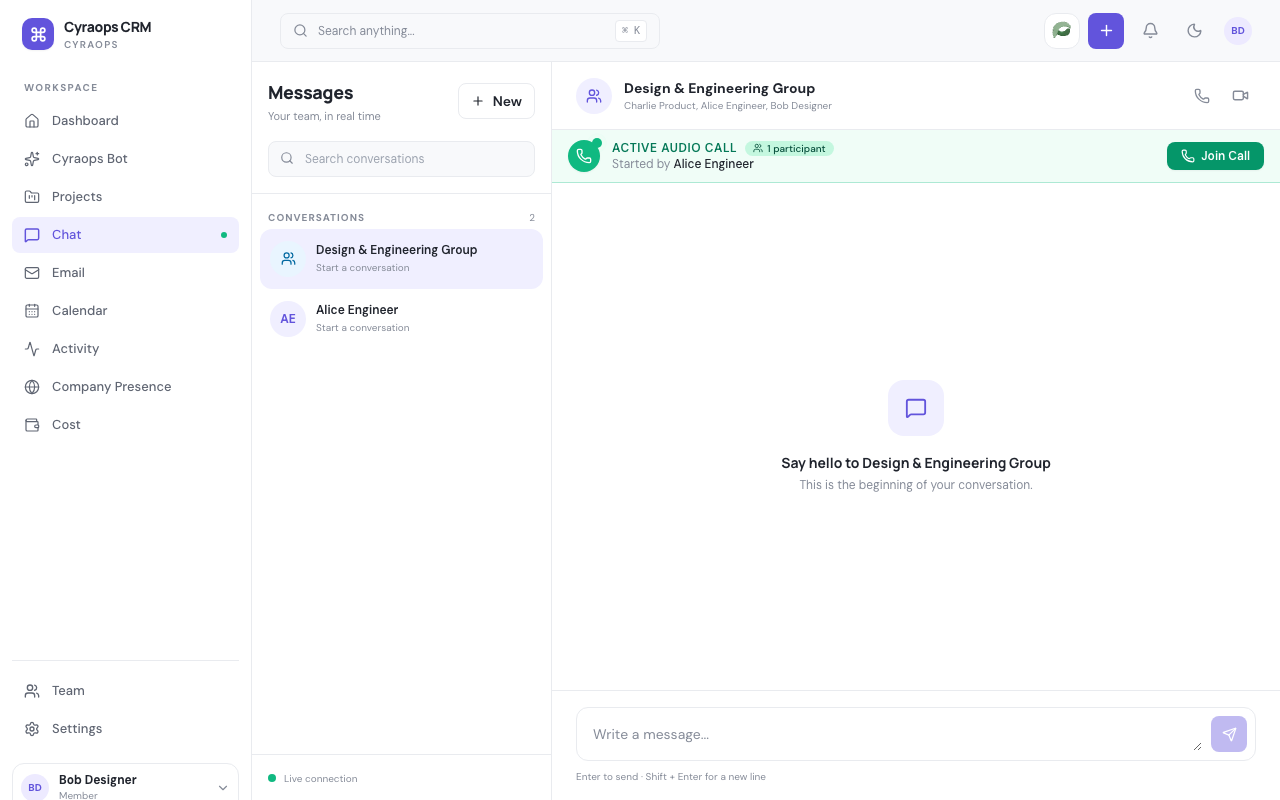 Cyraops CRM
CYRAOPS
WORKSPACE
Dashboard
Cyraops Bot
Projects
Chat
Email
Calendar
Activity
Company Presence
Cost
Team
Settings
BD
Bob Designer
Member
Search anything...
⌘ K
BD
Messages
Your team, in real time
New
Search conversations
CONVERSATIONS 2
Design & Engineering Group
Start a conversation
AE
Alice Engineer
Start a conversation
Live connection
Design & Engineering Group
Charlie Product, Alice Engineer, Bob Designer
ACTIVE AUDIO CALL 1 participant
Started by Alice Engineer
Join Call
Say hello to Design & Engineering Group
This is the beginning of your conversation.
Write a message...
Enter to send · Shift + Enter for a new line